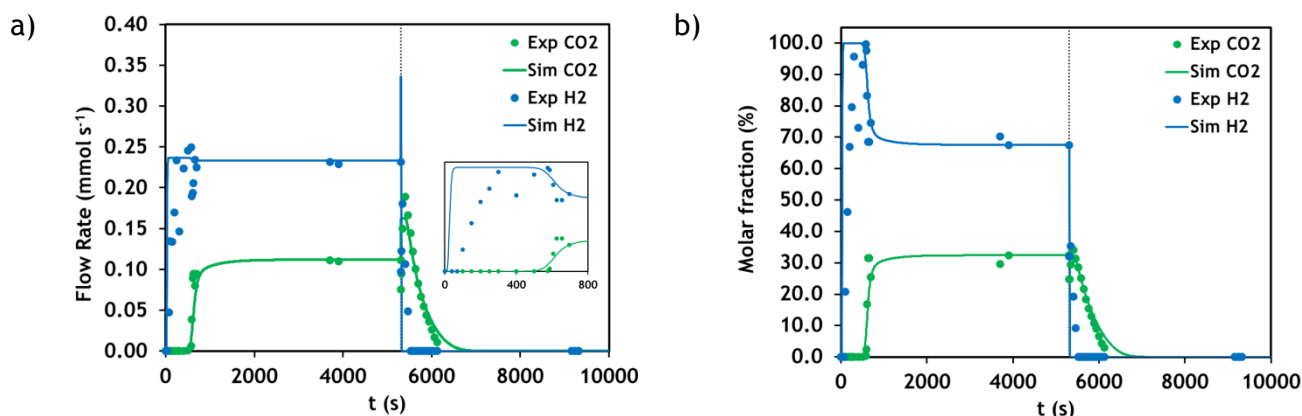 a)
Flow Rate (mmol s⁻¹)
0.40
0.35
0.30
0.25
0.20
0.15
0.10
0.05
0.00
Exp CO2
Sim CO2
Exp H2
Sim H2
0 400 800
0 2000 4000 6000 8000 10000
t (s)
b)
Molar fraction (%)
100.0
90.0
80.0
70.0
60.0
50.0
40.0
30.0
20.0
10.0
0.0
Exp CO2
Sim CO2
Exp H2
Sim H2
0 2000 4000 6000 8000 10000
t (s)